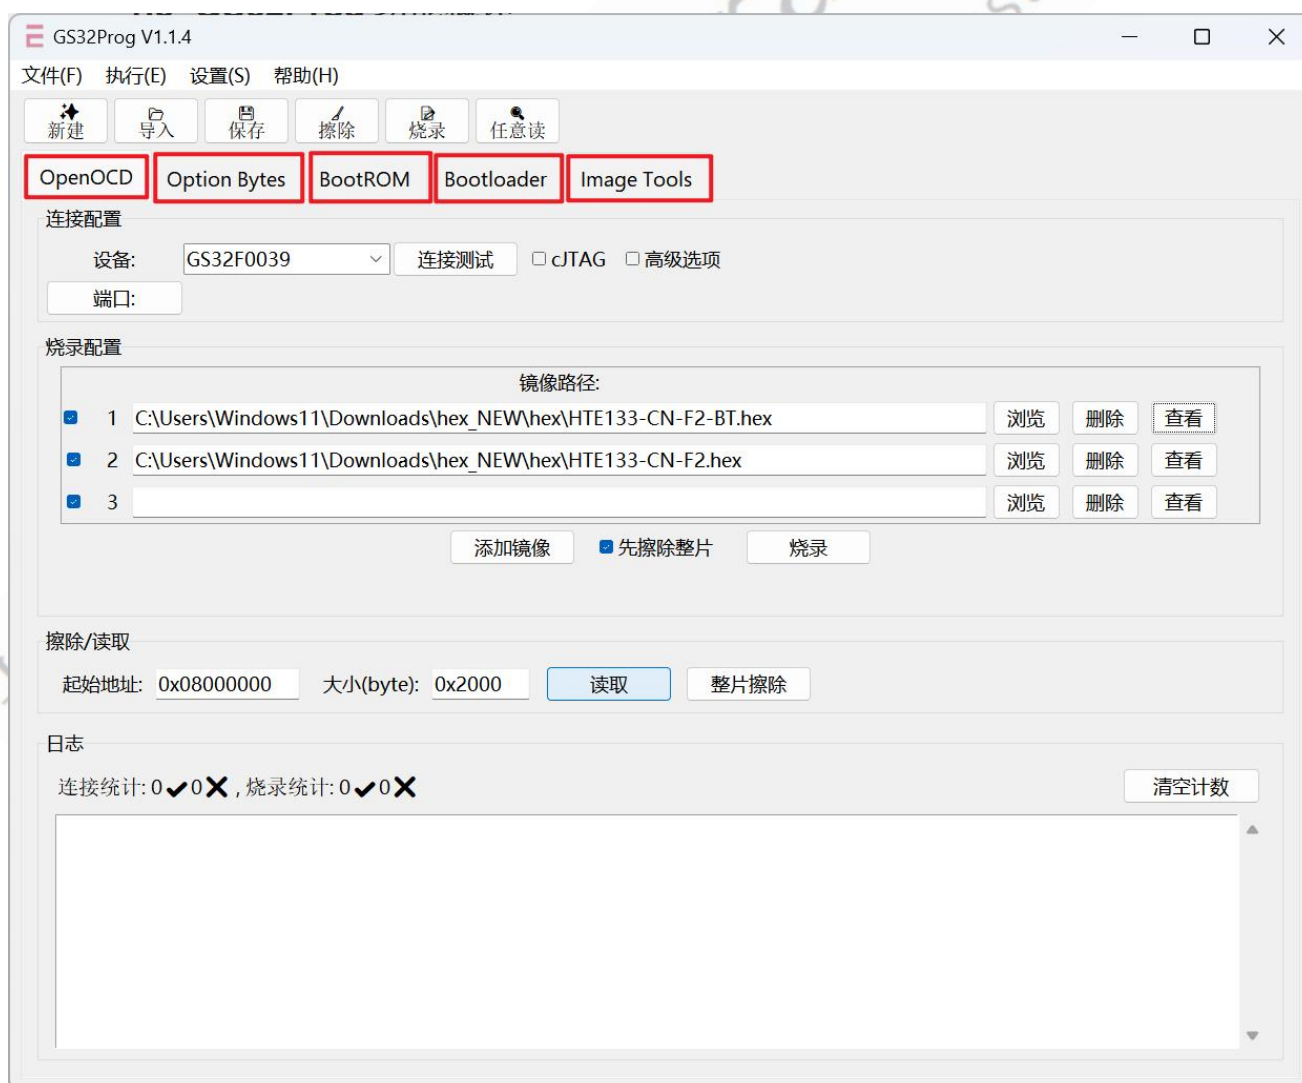 GS32Prog V1.1.4
文件(F) 执行(E) 设置(S) 帮助(H)
新建 导入 保存 擦除 烧录 任意读
OpenOCD Option Bytes BootROM Bootloader Image Tools
连接配置
设备: GS32F0039 连接测试 cJTAG 高级选项
端口:
烧录配置
镜像路径:
1 C:\Users\Windows11\Downloads\hex_NEW\hex\HTE133-CN-F2-BT.hex 浏览 删除 查看
2 C:\Users\Windows11\Downloads\hex_NEW\hex\HTE133-CN-F2.hex 浏览 删除 查看
3 浏览 删除 查看
添加镜像 先擦除整片 烧录
擦除/读取
起始地址: 0x08000000 大小(byte): 0x2000 读取 整片擦除
日志
连接统计: 0✔0✖ , 烧录统计: 0✔0✖ 清空计数